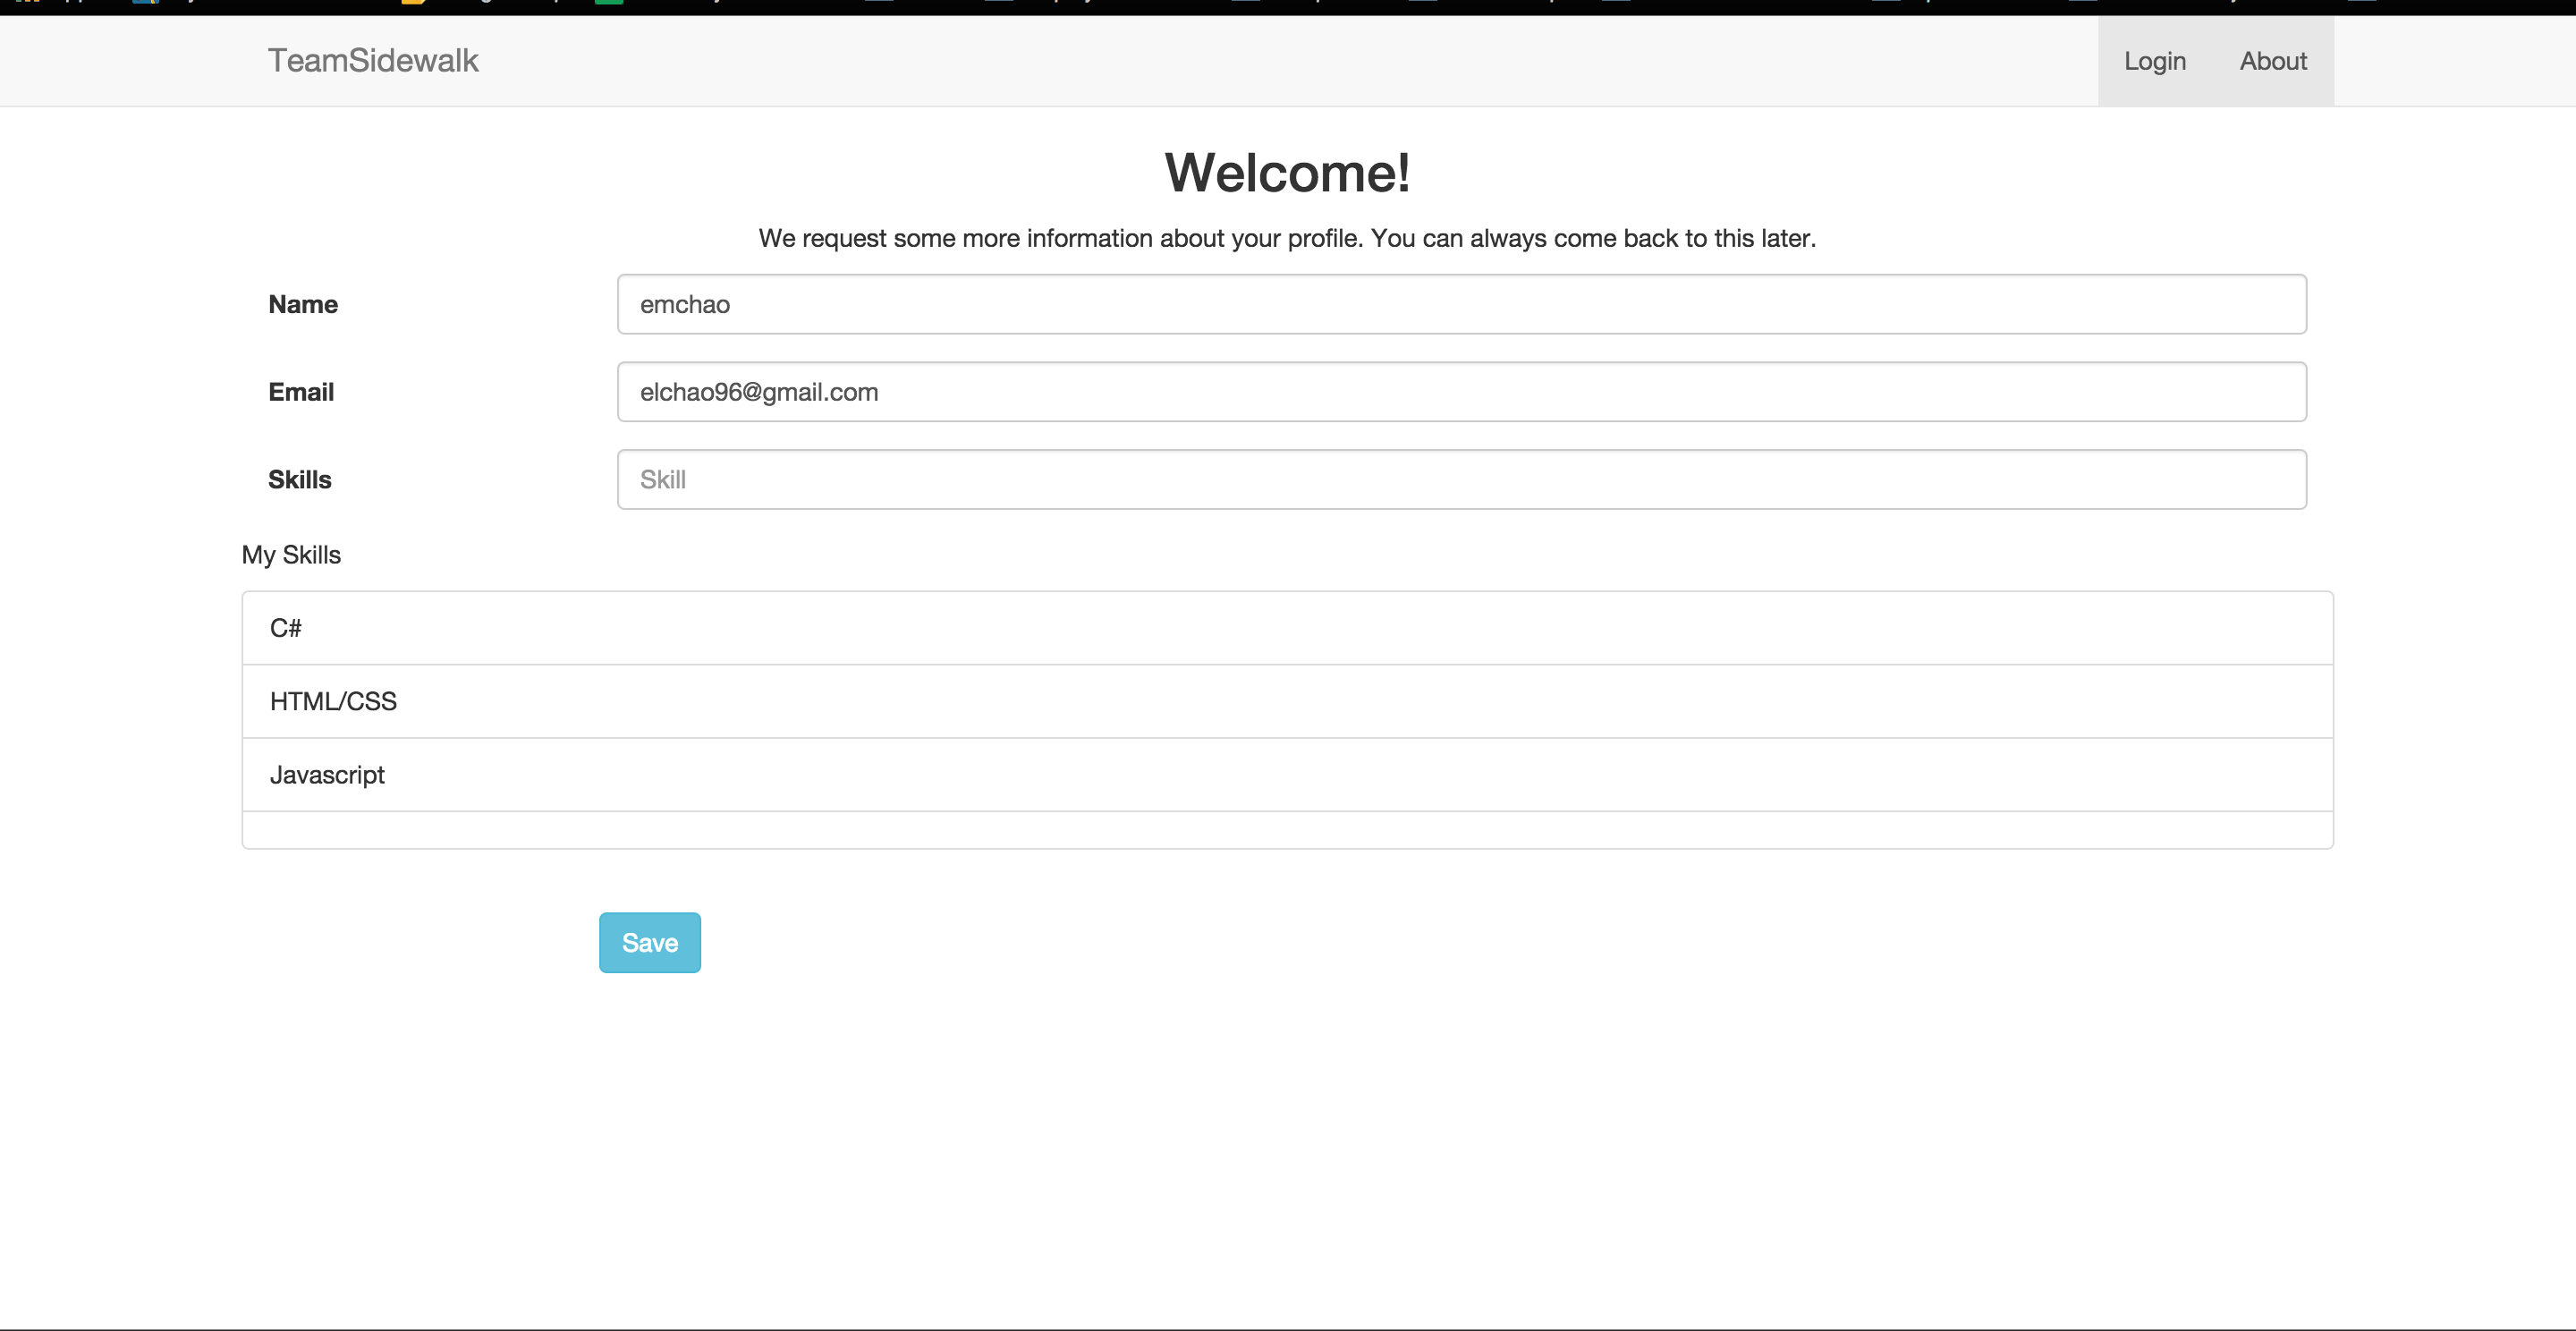 TeamSidewalk
Login About
Welcome!
We request some more information about your profile. You can always come back to this later.
Name emchao
Email elchao96@gmail.com
Skills Skill
My Skills
C#
HTML/CSS
Javascript
Save